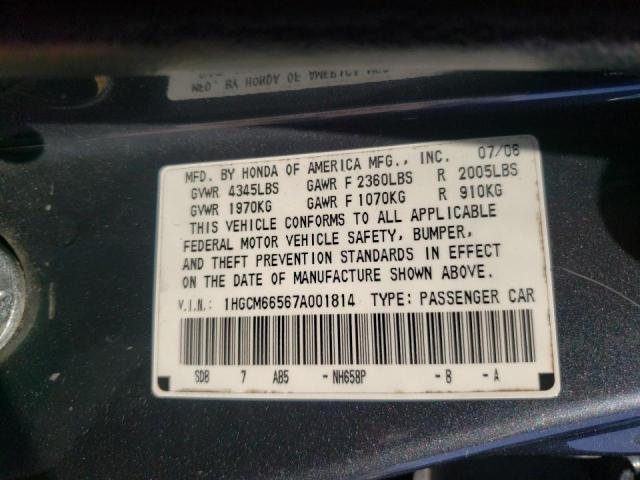 MFD. BY HONDA OF AMERICA MFG., INC. 07/06
GVWR 4345LBS GAWR F 2360LBS R 2005LBS
GVWR 1970KG GAWR F 1070KG R 910KG
THIS VEHICLE CONFORMS TO ALL APPLICABLE
FEDERAL MOTOR VEHICLE SAFETY, BUMPER,
AND THEFT PREVENTION STANDARDS IN EFFECT
ON THE DATE OF MANUFACTURE SHOWN ABOVE.
V.I.N.: 1HGCM66567A001814 TYPE: PASSENGER CAR
SDB 7 AB5 -NH658P -B -A